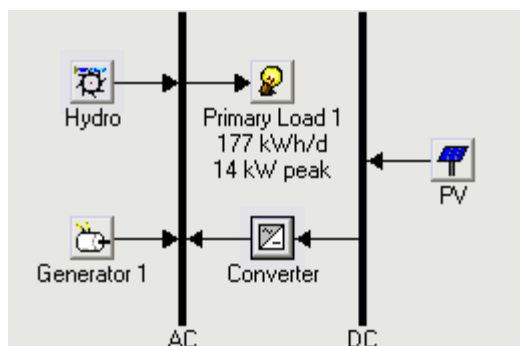 Hydro
Primary Load 1
177 kWh/d
14 kW peak
PV
Generator 1
Converter
AC
DC